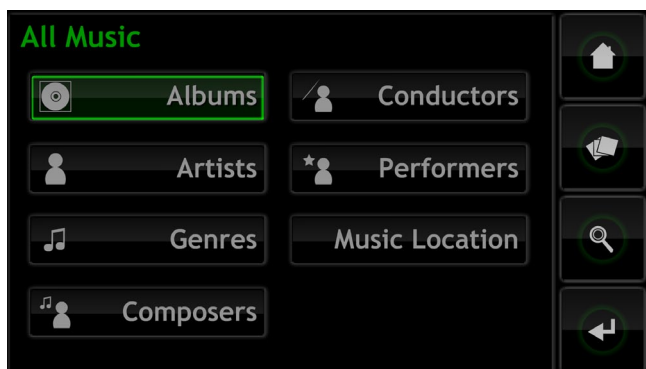 All Music
Albums
Conductors
Artists
Performers
Genres
Music Location
Composers